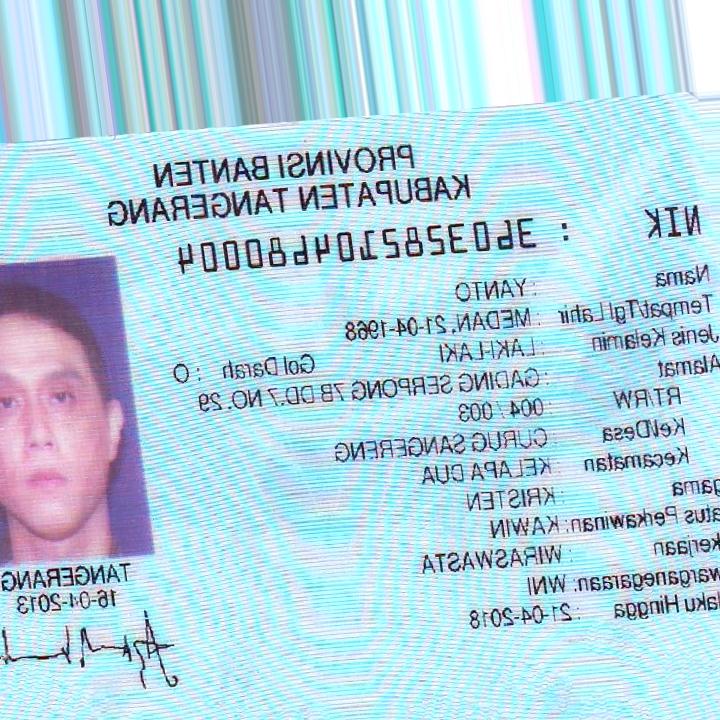 PROVINSI BANTEN
KABUPATEN TANGERANG
NIK : 3603282104680004
Nama : YANTO
Tempat/Tgl Lahir : MEDAN, 21-04-1968
Jenis Kelamin : LAKI-LAKI Gol Darah : O
Alamat : GADING SERPONG 7B DD.7 NO.29
RT/RW : 004 / 003
Kel/Desa : CURUG SANGERENG
Kecamatan : KELAPA DUA
gama : KRISTEN
atus Perkawinan: KAWIN
kerjaan : WIRASWASTA
warganegaraan: WNI
laku Hingga : 21-04-2018
TANGERANG
16-04-2013